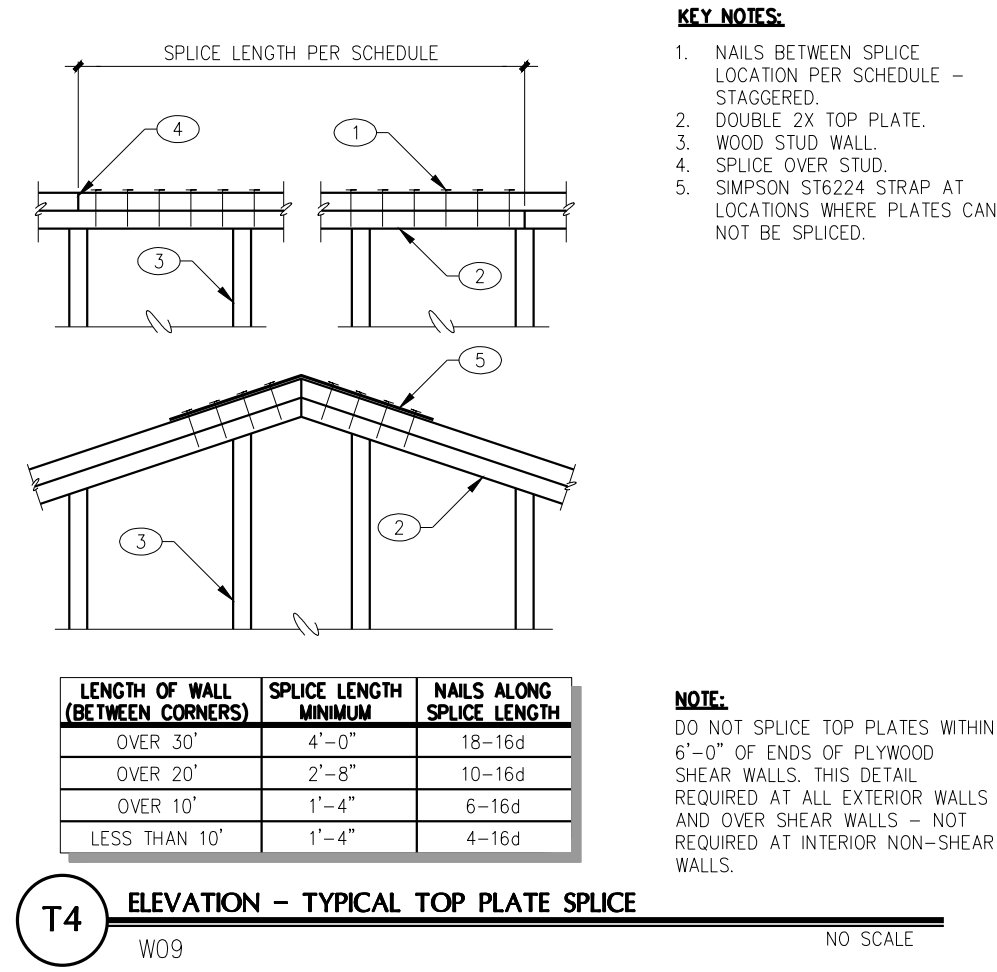 SPLICE LENGTH PER SCHEDULE
4
1
3
2
5
2
3
KEY NOTES:
1. NAILS BETWEEN SPLICE
LOCATION PER SCHEDULE –
STAGGERED.
2. DOUBLE 2X TOP PLATE.
3. WOOD STUD WALL.
4. SPLICE OVER STUD.
5. SIMPSON ST6224 STRAP AT
LOCATIONS WHERE PLATES CAN
NOT BE SPLICED.
LENGTH OF WALL SPLICE LENGTH NAILS ALONG
(BETWEEN CORNERS) MINIMUM SPLICE LENGTH
OVER 30' 4'–0" 18–16d
OVER 20' 2'–8" 10–16d
OVER 10' 1'–4" 6–16d
LESS THAN 10' 1'–4" 4–16d
NOTE:
DO NOT SPLICE TOP PLATES WITHIN
6'–0" OF ENDS OF PLYWOOD
SHEAR WALLS. THIS DETAIL
REQUIRED AT ALL EXTERIOR WALLS
AND OVER SHEAR WALLS – NOT
REQUIRED AT INTERIOR NON–SHEAR
WALLS.
T4
ELEVATION – TYPICAL TOP PLATE SPLICE
W09
NO SCALE